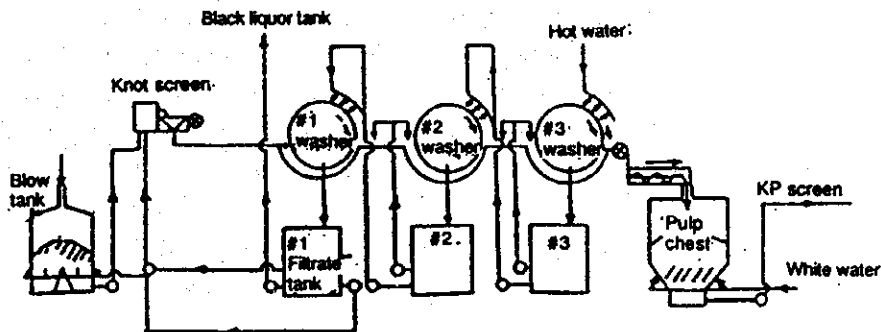 Black liquor tank
Hot water:
Knot screen
#1
washer
#2
washer
#3
washer
Blow
tank
KP screen
#1
Filtrate
tank
#2.
#3
Pulp
chest
White water